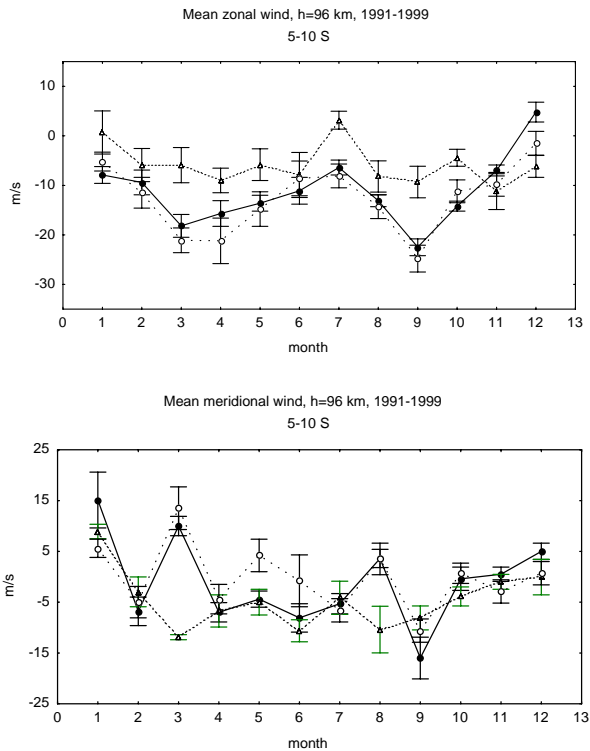 Mean zonal wind, h=96 km, 1991-1999
5-10 S
15
5
-10
-20
-30
m/s
0 1 2 3 4 5 6 7 8 9 10 11 12 13
month
Mean meridional wind, h=96 km, 1991-1999
5-10 S
25
15
5
-5
-15
-25
m/s
0 1 2 3 4 5 6 7 8 9 10 11 12 13
month